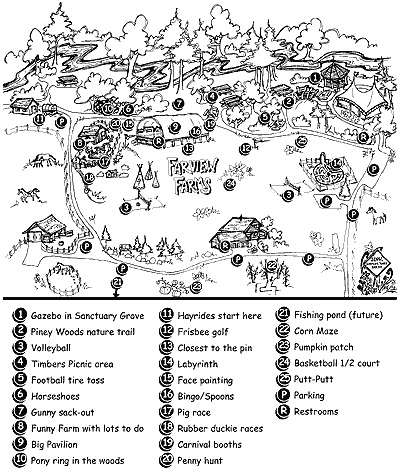 FARVIEW
FARMS
1 Gazebo in Sanctuary Grove
2 Piney Woods nature trail
3 Volleyball
4 Timbers Picnic area
5 Football tire toss
6 Horseshoes
7 Gunny sack-out
8 Funny Farm with lots to do
9 Big Pavilion
10 Pony ring in the woods
11 Hayrides start here
12 Frisbee golf
13 Closest to the pin
14 Labyrinth
15 Face painting
16 Bingo/Spoons
17 Pig race
18 Rubber duckie races
19 Carnival booths
20 Penny hunt
21 Fishing pond (future)
22 Corn Maze
23 Pumpkin patch
24 Basketball 1/2 court
25 Putt-Putt
P Parking
R Restrooms